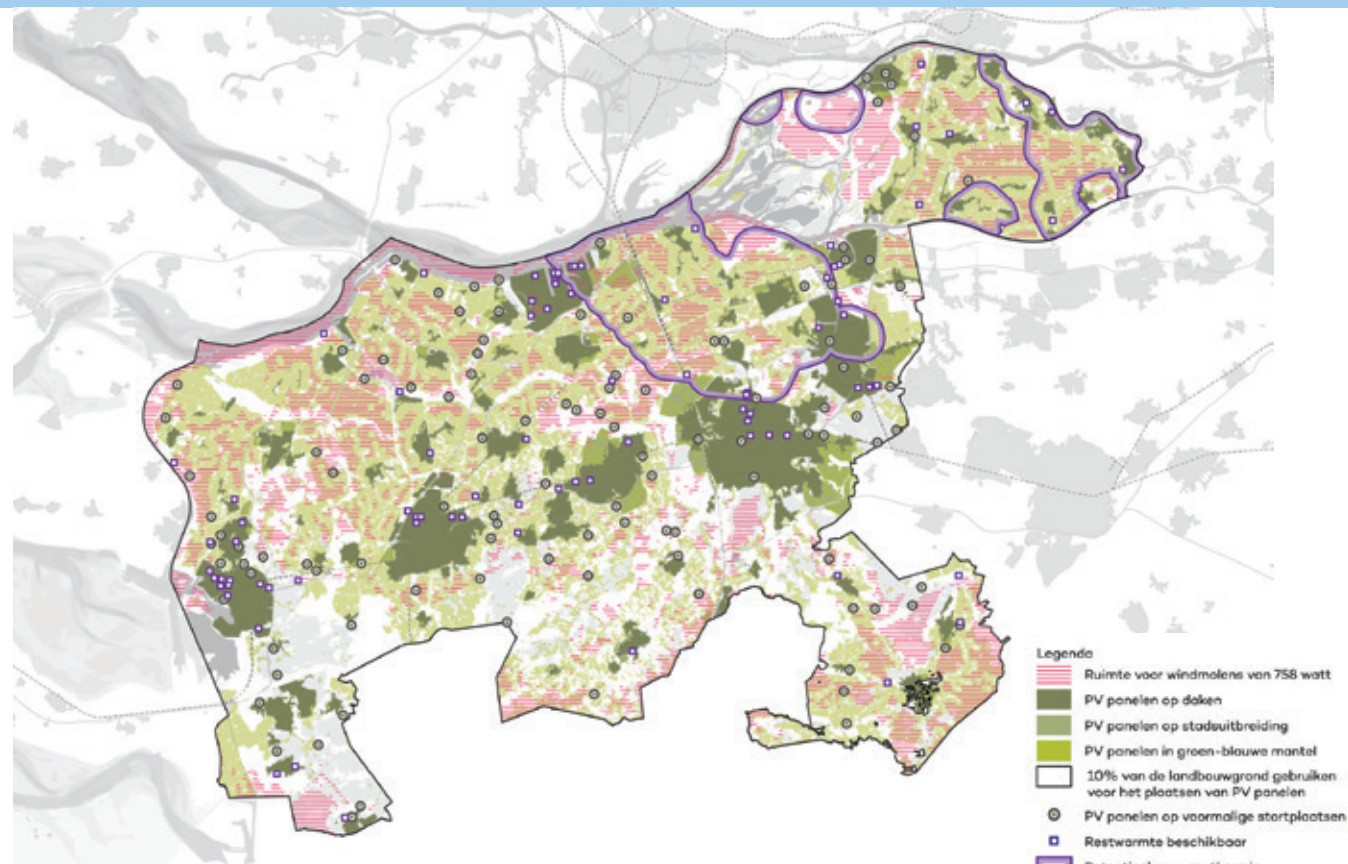 Legenda
Ruimte voor windmolens van 758 watt
PV panelen op daken
PV panelen op stadsuitbreiding
PV panelen in groen-blauwe mantel
10% van de landbouwgrond gebruiken
voor het plaatsen van PV panelen
PV panelen op voormalige stortplaatsen
Restwarmte beschikbaar